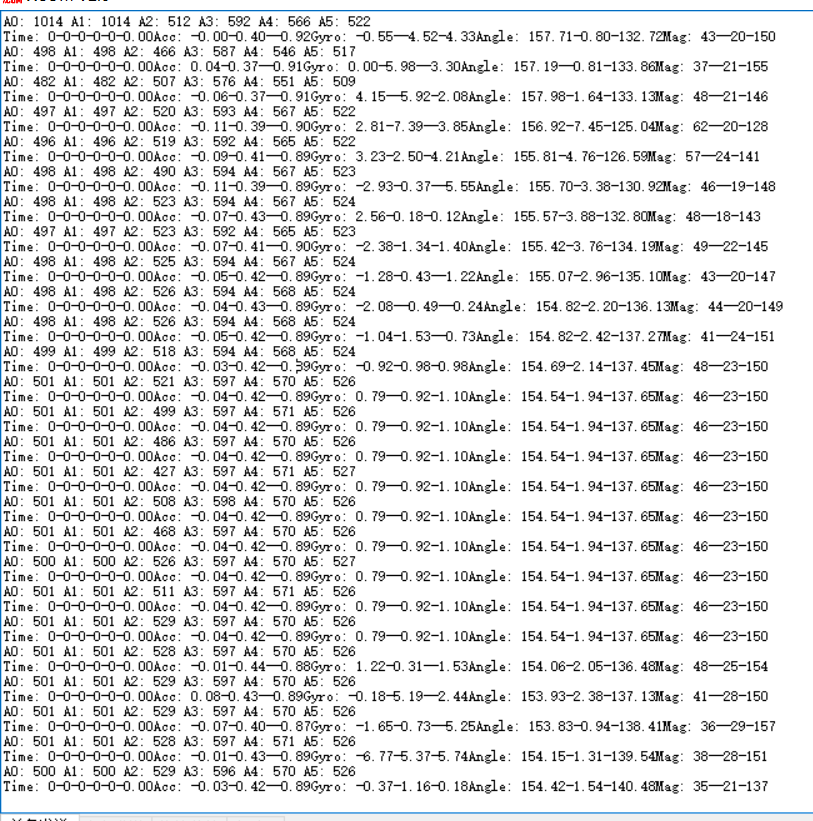 A0: 1014 A1: 1014 A2: 512 A3: 592 A4: 566 A5: 522
Time: 0-0-0-0-0-0.00Acc: -0.00-0.40--0.92Gyro: -0.55--4.52-4.33Angle: 157.71-0.80-132.72Mag: 43--20-150
A0: 498 A1: 498 A2: 466 A3: 587 A4: 546 A5: 517
Time: 0-0-0-0-0-0.00Acc: 0.04-0.37--0.91Gyro: 0.00-5.98--3.30Angle: 157.19--0.81-133.86Mag: 37--21-155
A0: 482 A1: 482 A2: 507 A3: 576 A4: 551 A5: 509
Time: 0-0-0-0-0-0.00Acc: -0.06-0.37--0.91Gyro: 4.15--5.92-2.08Angle: 157.98-1.64-133.13Mag: 48--21-146
A0: 497 A1: 497 A2: 520 A3: 593 A4: 567 A5: 522
Time: 0-0-0-0-0-0.00Acc: -0.11-0.39--0.90Gyro: 2.81-7.39--3.85Angle: 156.92-7.45-125.04Mag: 62--20-128
A0: 496 A1: 496 A2: 519 A3: 592 A4: 565 A5: 522
Time: 0-0-0-0-0-0.00Acc: -0.09-0.41--0.89Gyro: 3.23-2.50-4.21Angle: 155.81-4.76-126.59Mag: 57--24-141
A0: 498 A1: 498 A2: 490 A3: 594 A4: 567 A5: 523
Time: 0-0-0-0-0-0.00Acc: -0.11-0.39--0.89Gyro: -2.93-0.37--5.55Angle: 155.70-3.38-130.92Mag: 46--19-148
A0: 498 A1: 498 A2: 523 A3: 594 A4: 567 A5: 524
Time: 0-0-0-0-0-0.00Acc: -0.07-0.43--0.89Gyro: 2.56-0.18-0.12Angle: 155.57-3.88-132.80Mag: 48--18-143
A0: 497 A1: 497 A2: 523 A3: 592 A4: 565 A5: 523
Time: 0-0-0-0-0-0.00Acc: -0.07-0.41--0.90Gyro: -2.38-1.34-1.40Angle: 155.42-3.76-134.19Mag: 49--22-145
A0: 498 A1: 498 A2: 525 A3: 594 A4: 567 A5: 524
Time: 0-0-0-0-0-0.00Acc: -0.05-0.42--0.89Gyro: -1.28-0.43--1.22Angle: 155.07-2.96-135.10Mag: 43--20-147
A0: 498 A1: 498 A2: 526 A3: 594 A4: 568 A5: 524
Time: 0-0-0-0-0-0.00Acc: -0.04-0.43--0.89Gyro: -2.08--0.49--0.24Angle: 154.82-2.20-136.13Mag: 44--20-149
A0: 498 A1: 498 A2: 526 A3: 594 A4: 568 A5: 524
Time: 0-0-0-0-0-0.00Acc: -0.05-0.42--0.89Gyro: -1.04-1.53--0.73Angle: 154.82-2.42-137.27Mag: 41--24-151
A0: 499 A1: 499 A2: 518 A3: 594 A4: 568 A5: 524
Time: 0-0-0-0-0-0.00Acc: -0.03-0.42--0.89Gyro: -0.92-0.98-0.98Angle: 154.69-2.14-137.45Mag: 48--23-150
A0: 501 A1: 501 A2: 521 A3: 597 A4: 570 A5: 526
Time: 0-0-0-0-0-0.00Acc: -0.04-0.42--0.89Gyro: 0.79--0.92-1.10Angle: 154.54-1.94-137.65Mag: 46--23-150
A0: 501 A1: 501 A2: 499 A3: 597 A4: 571 A5: 526
Time: 0-0-0-0-0-0.00Acc: -0.04-0.42--0.89Gyro: 0.79--0.92-1.10Angle: 154.54-1.94-137.65Mag: 46--23-150
A0: 501 A1: 501 A2: 486 A3: 597 A4: 570 A5: 526
Time: 0-0-0-0-0-0.00Acc: -0.04-0.42--0.89Gyro: 0.79--0.92-1.10Angle: 154.54-1.94-137.65Mag: 46--23-150
A0: 501 A1: 501 A2: 427 A3: 597 A4: 571 A5: 527
Time: 0-0-0-0-0-0.00Acc: -0.04-0.42--0.89Gyro: 0.79--0.92-1.10Angle: 154.54-1.94-137.65Mag: 46--23-150
A0: 501 A1: 501 A2: 508 A3: 598 A4: 570 A5: 526
Time: 0-0-0-0-0-0.00Acc: -0.04-0.42--0.89Gyro: 0.79--0.92-1.10Angle: 154.54-1.94-137.65Mag: 46--23-150
A0: 501 A1: 501 A2: 468 A3: 597 A4: 570 A5: 526
Time: 0-0-0-0-0-0.00Acc: -0.04-0.42--0.89Gyro: 0.79--0.92-1.10Angle: 154.54-1.94-137.65Mag: 46--23-150
A0: 500 A1: 500 A2: 526 A3: 597 A4: 570 A5: 527
Time: 0-0-0-0-0-0.00Acc: -0.04-0.42--0.89Gyro: 0.79--0.92-1.10Angle: 154.54-1.94-137.65Mag: 46--23-150
A0: 501 A1: 501 A2: 511 A3: 597 A4: 571 A5: 526
Time: 0-0-0-0-0-0.00Acc: -0.04-0.42--0.89Gyro: 0.79--0.92-1.10Angle: 154.54-1.94-137.65Mag: 46--23-150
A0: 501 A1: 501 A2: 529 A3: 597 A4: 570 A5: 526
Time: 0-0-0-0-0-0.00Acc: -0.04-0.42--0.89Gyro: 0.79--0.92-1.10Angle: 154.54-1.94-137.65Mag: 46--23-150
A0: 501 A1: 501 A2: 528 A3: 597 A4: 570 A5: 526
Time: 0-0-0-0-0-0.00Acc: -0.01-0.44--0.88Gyro: 1.22-0.31--1.53Angle: 154.06-2.05-136.48Mag: 48--25-154
A0: 501 A1: 501 A2: 529 A3: 597 A4: 570 A5: 526
Time: 0-0-0-0-0-0.00Acc: 0.08-0.43--0.89Gyro: -0.18-5.19--2.44Angle: 153.93-2.38-137.13Mag: 41--28-150
A0: 501 A1: 501 A2: 529 A3: 597 A4: 570 A5: 526
Time: 0-0-0-0-0-0.00Acc: -0.07-0.40--0.87Gyro: -1.65-0.73--5.25Angle: 153.83-0.94-138.41Mag: 36--29-157
A0: 501 A1: 501 A2: 528 A3: 597 A4: 571 A5: 526
Time: 0-0-0-0-0-0.00Acc: -0.01-0.43--0.89Gyro: -6.77-5.37-5.74Angle: 154.15-1.31-139.54Mag: 38--28-151
A0: 500 A1: 500 A2: 529 A3: 596 A4: 570 A5: 526
Time: 0-0-0-0-0-0.00Acc: -0.03-0.42--0.89Gyro: -0.37-1.16-0.18Angle: 154.42-1.54-140.48Mag: 35--21-137